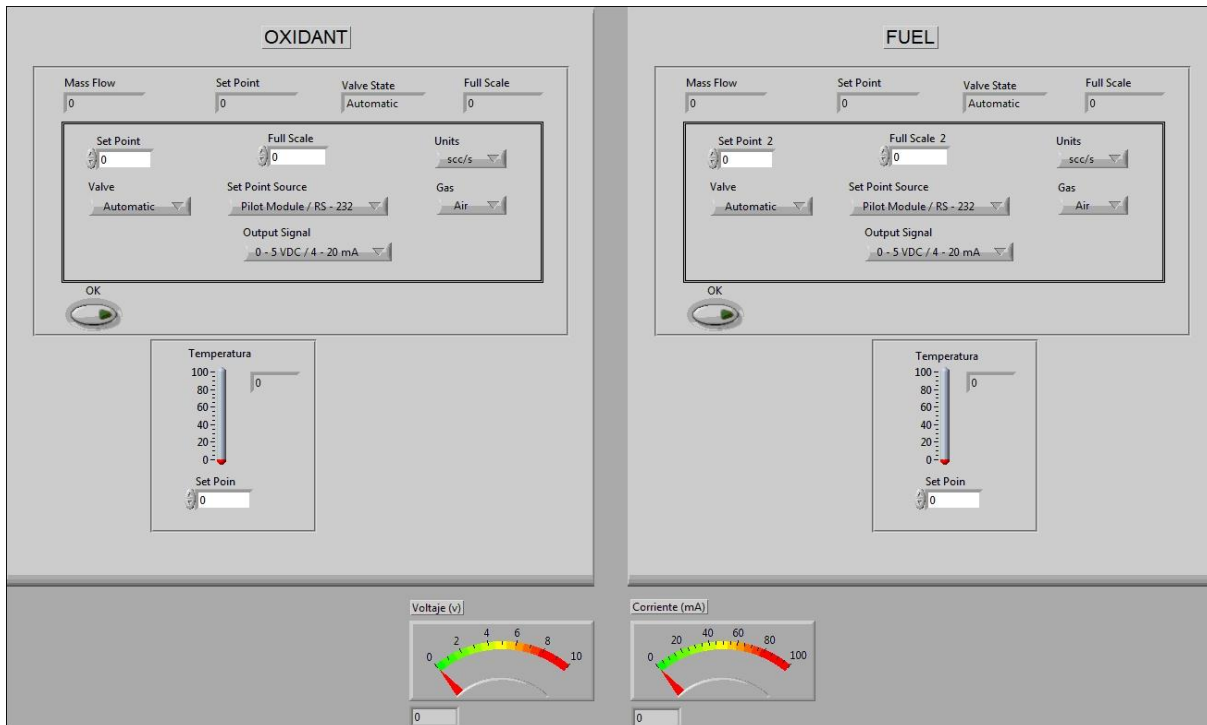 OXIDANT
Mass Flow Set Point Valve State Full Scale
0 0 Automatic 0
Set Point Full Scale Units
0 0 scc/s
Valve Set Point Source Gas
Automatic Pilot Module / RS - 232 Air
Output Signal
0 - 5 VDC / 4 - 20 mA
OK
Temperatura
100
0
80
60
40
20
0
Set Poin
0
FUEL
Mass Flow Set Point Valve State Full Scale
0 0 Automatic 0
Set Point 2 Full Scale 2 Units
0 0 scc/s
Valve Set Point Source Gas
Automatic Pilot Module / RS - 232 Air
Output Signal
0 - 5 VDC / 4 - 20 mA
OK
Temperatura
100
0
80
60
40
20
0
Set Poin
0
Voltaje (v)
0 2 4 6 8 10
0
Corriente (mA)
0 20 40 60 80 100
0